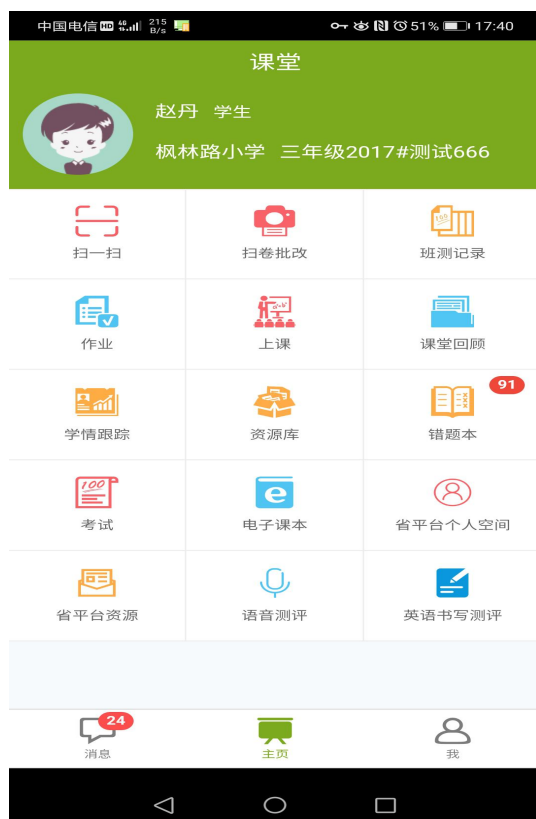 中国电信 HD 46 215 B/s 51% 17:40
课堂
赵丹 学生
枫林路小学 三年级2017#测试666
扫一扫 扫卷批改 班测记录
作业 上课 课堂回顾
91
学情跟踪 资源库 错题本
100
考试 电子课本 省平台个人空间
省平台资源 语音测评 英语书写测评
24
消息 主页 我